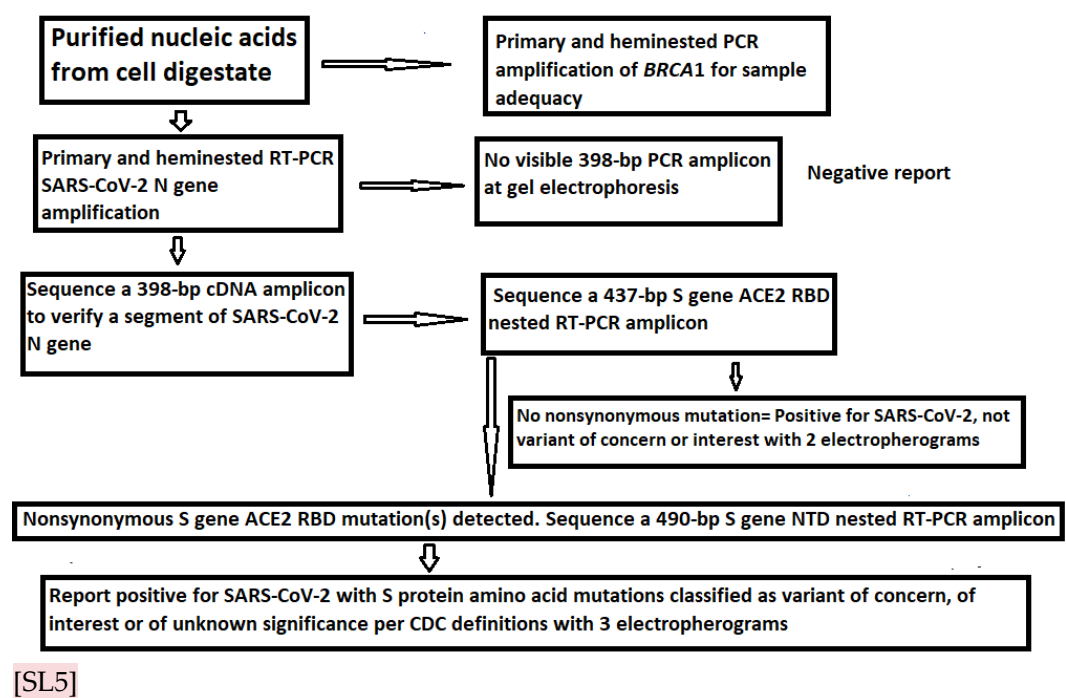 Purified nucleic acids
from cell digestate
Primary and heminested PCR
amplification of BRCA1 for sample
adequacy
Primary and heminested RT-PCR
SARS-CoV-2 N gene
amplification
No visible 398-bp PCR amplicon
at gel electrophoresis
Negative report
Sequence a 398-bp cDNA amplicon
to verify a segment of SARS-CoV-2
N gene
Sequence a 437-bp S gene ACE2 RBD
nested RT-PCR amplicon
No nonsynonymous mutation= Positive for SARS-CoV-2, not
variant of concern or interest with 2 electropherograms
Nonsynonymous S gene ACE2 RBD mutation(s) detected. Sequence a 490-bp S gene NTD nested RT-PCR amplicon
Report positive for SARS-CoV-2 with S protein amino acid mutations classified as variant of concern, of
interest or of unknown significance per CDC definitions with 3 electropherograms
[SL5]